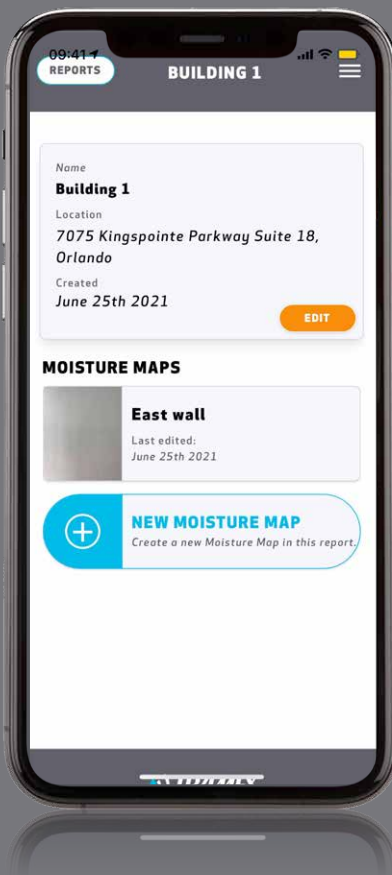 09:41
REPORTS
BUILDING 1
Name
Building 1
Location
7075 Kingspointe Parkway Suite 18,
Orlando
Created
June 25th 2021
EDIT
MOISTURE MAPS
East wall
Last edited:
June 25th 2021
NEW MOISTURE MAP
Create a new Moisture Map in this report.